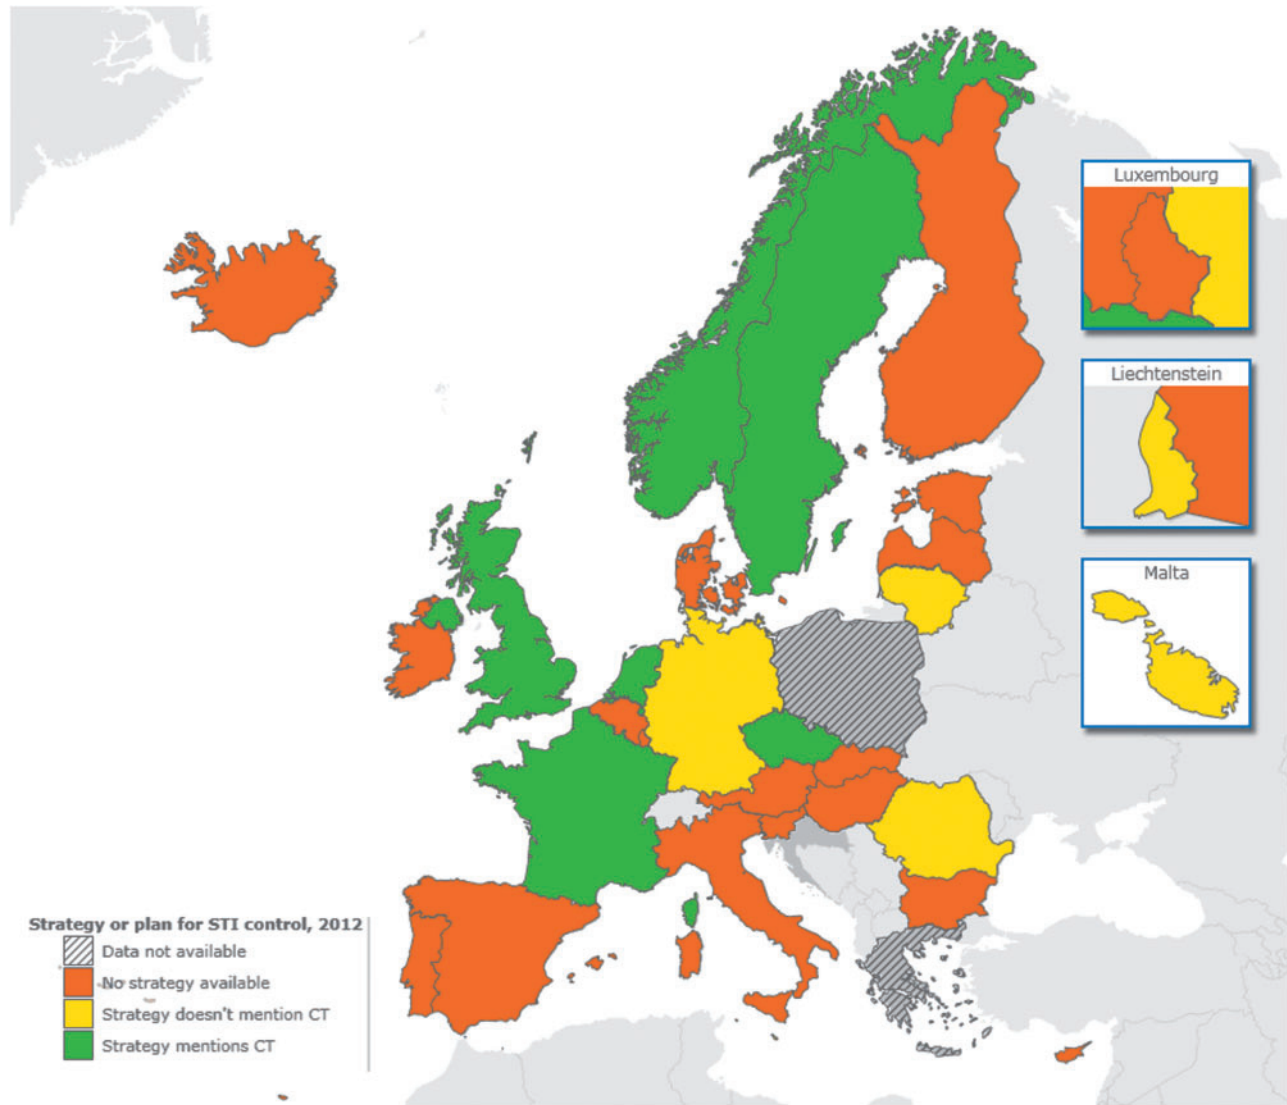 Luxembourg
Liechtenstein
Malta
Strategy or plan for STI control, 2012
Data not available
No strategy available
Strategy doesn't mention CT
Strategy mentions CT